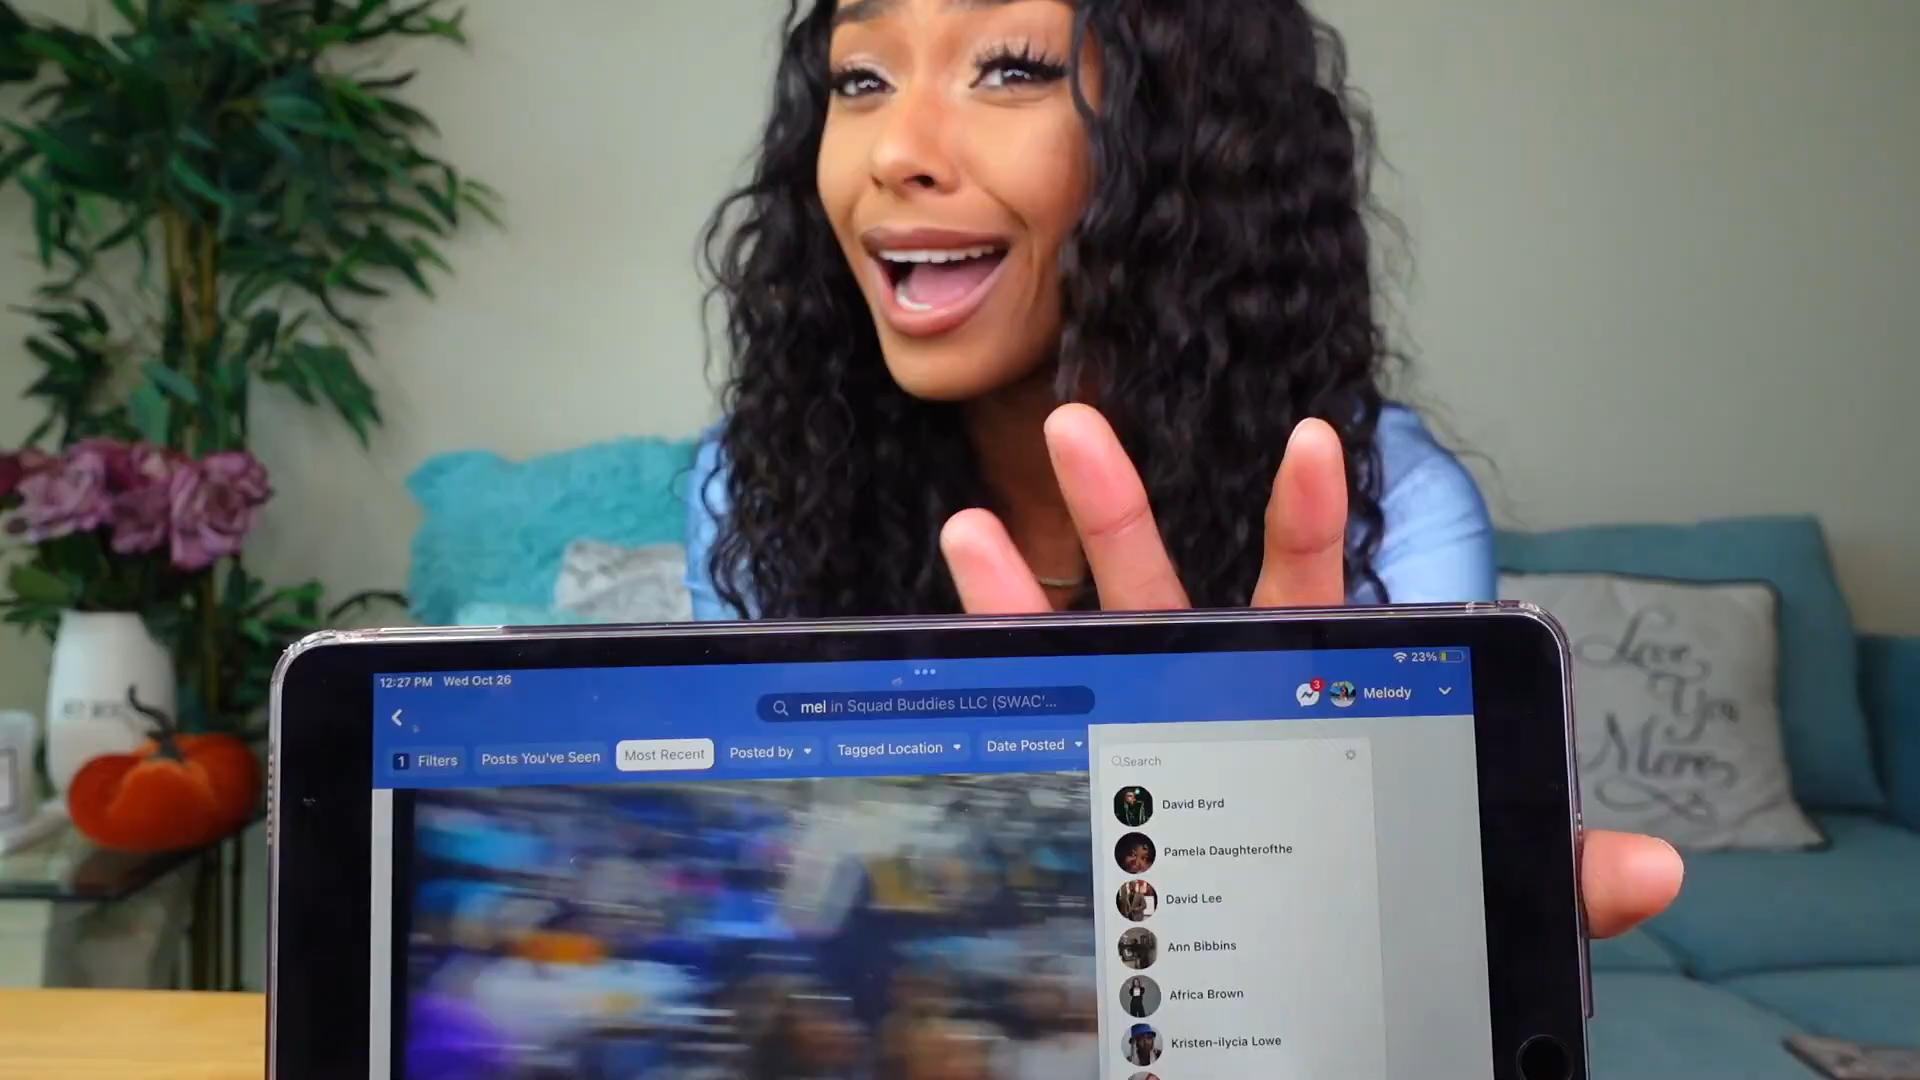 12:27 PM Wed Oct 26
23%
mel in Squad Buddies LLC (SWAC'...
3
Melody
1 Filters
Posts You've Seen
Most Recent
Posted by
Tagged Location
Date Posted
Search
David Byrd
Pamela Daughterofthe
David Lee
Ann Bibbins
Africa Brown
Kristen-ilycia Lowe
Love
You
More